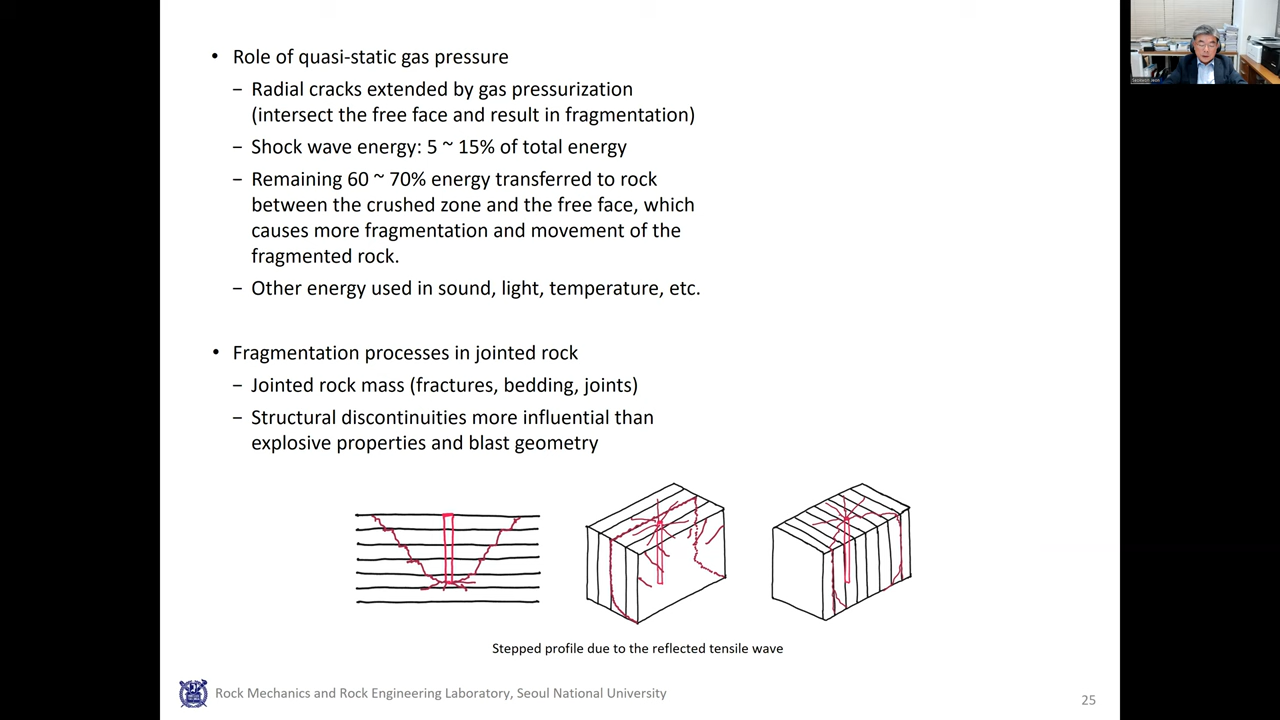 • Role of quasi-static gas pressure
– Radial cracks extended by gas pressurization
(intersect the free face and result in fragmentation)
– Shock wave energy: 5 ~ 15% of total energy
– Remaining 60 ~ 70% energy transferred to rock
between the crushed zone and the free face, which
causes more fragmentation and movement of the
fragmented rock.
– Other energy used in sound, light, temperature, etc.
• Fragmentation processes in jointed rock
– Jointed rock mass (fractures, bedding, joints)
– Structural discontinuities more influential than
explosive properties and blast geometry
Stepped profile due to the reflected tensile wave
Rock Mechanics and Rock Engineering Laboratory, Seoul National University
25